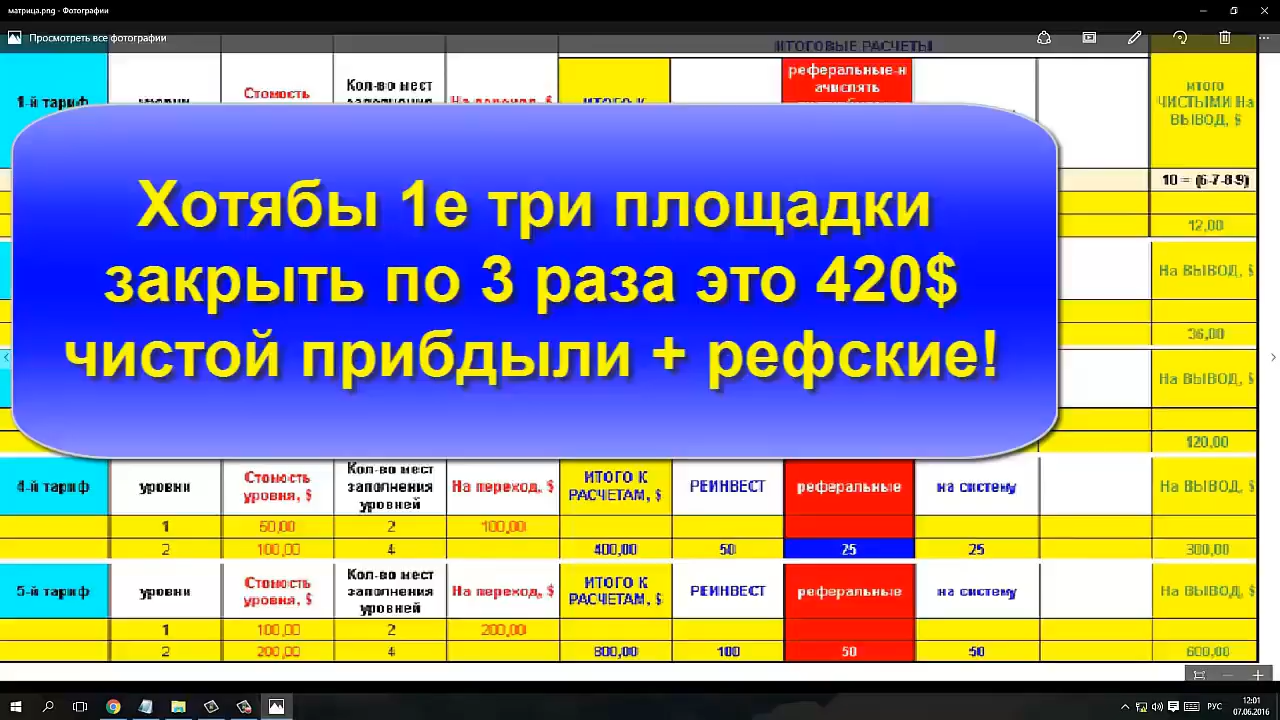 матрица.png - Фотографии
Просмотреть все фотографии
ИТОГОВЫЕ РАСЧЕТЫ
1-й тариф
Стомость
Кол-во мест
реферальные-н
ачислять
ИТОГО
ЧИСТЫМИ На
ВЫВОД, $
10 = (6-7-8-9)
12,00
Хотябы 1е три площадки
закрыть по 3 раза это 420$
чистой прибдыли + рефские!
На ВЫВОД, $
36,00
На ВЫВОД, $
120,00
4-й тариф уровни Стомость уровня, $ Кол-во мест заполнения уровней На переход, $ ИТОГО К РАСЧЕТАМ, $ РЕИНВЕСТ реферальные на систему На ВЫВОД, $
1 50,00 2 100,00
2 100,00 4 400,00 50 25 25 300,00
5-й тариф уровни Стомость уровня, $ Кол-во мест заполнения уровней На переход, $ ИТОГО К РАСЧЕТАМ, $ РЕИНВЕСТ реферальные на систему На ВЫВОД, $
1 100,00 2 200,00
2 200,00 4 800,00 100 50 50 600,00
РУС
12:01
07.06.2016